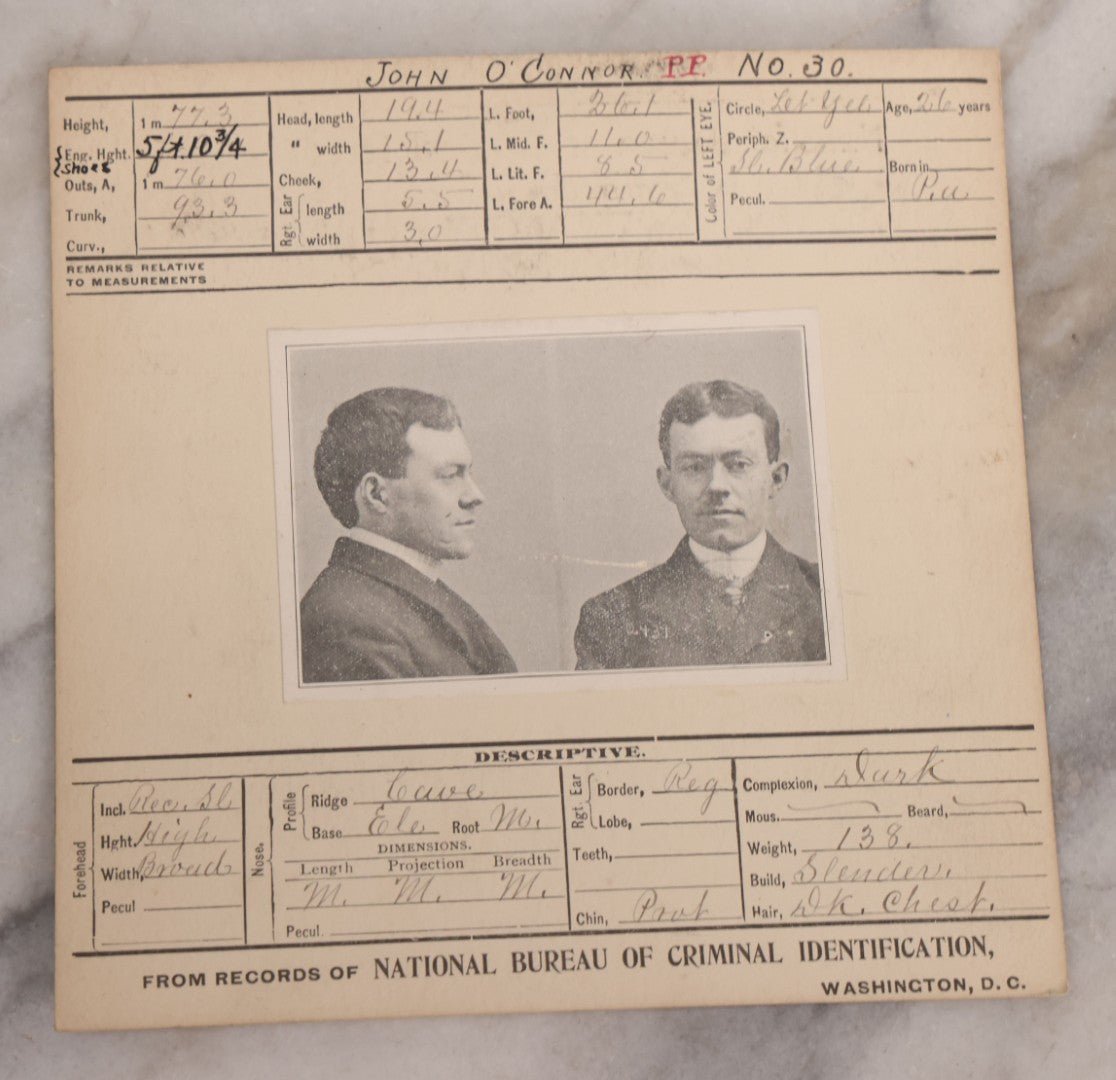 JOHN O'CONNOR. P.P. NO. 30.
Height, 1 m 77.3
Eng. Hght. 5ft 10 3/4
Shoes
Outs, A, 1 m 76.0
Trunk, 93.3
Curv.,
Head, length 19.4
" width 15.1
Cheek, 13.4
Rgt. Ear length 5.5
width 3.0
L. Foot, 26.1
L. Mid. F. 11.0
L. Lit. F. 8.5
L. Fore A. 44.6
Color of LEFT EYE.
Circle, Let Yel
Periph. Z.
Sl. Blue
Pecul.
Age, 26 years
Born in
Pa
REMARKS RELATIVE
TO MEASUREMENTS
DESCRIPTIVE.
Forehead
Incl. Rec. Sl
Hght. High
Width, Broad
Pecul
Nose.
Profile
Ridge Cave
Base Ele Root M.
DIMENSIONS.
Length Projection Breadth
M. M. M.
Pecul.
Rgt. Ear
Border, Reg
Lobe,
Teeth,
Chin, Prot
Complexion, Dark
Mous. Beard,
Weight, 138.
Build, Slender.
Hair, Dk. Chest.
FROM RECORDS OF NATIONAL BUREAU OF CRIMINAL IDENTIFICATION,
WASHINGTON, D. C.